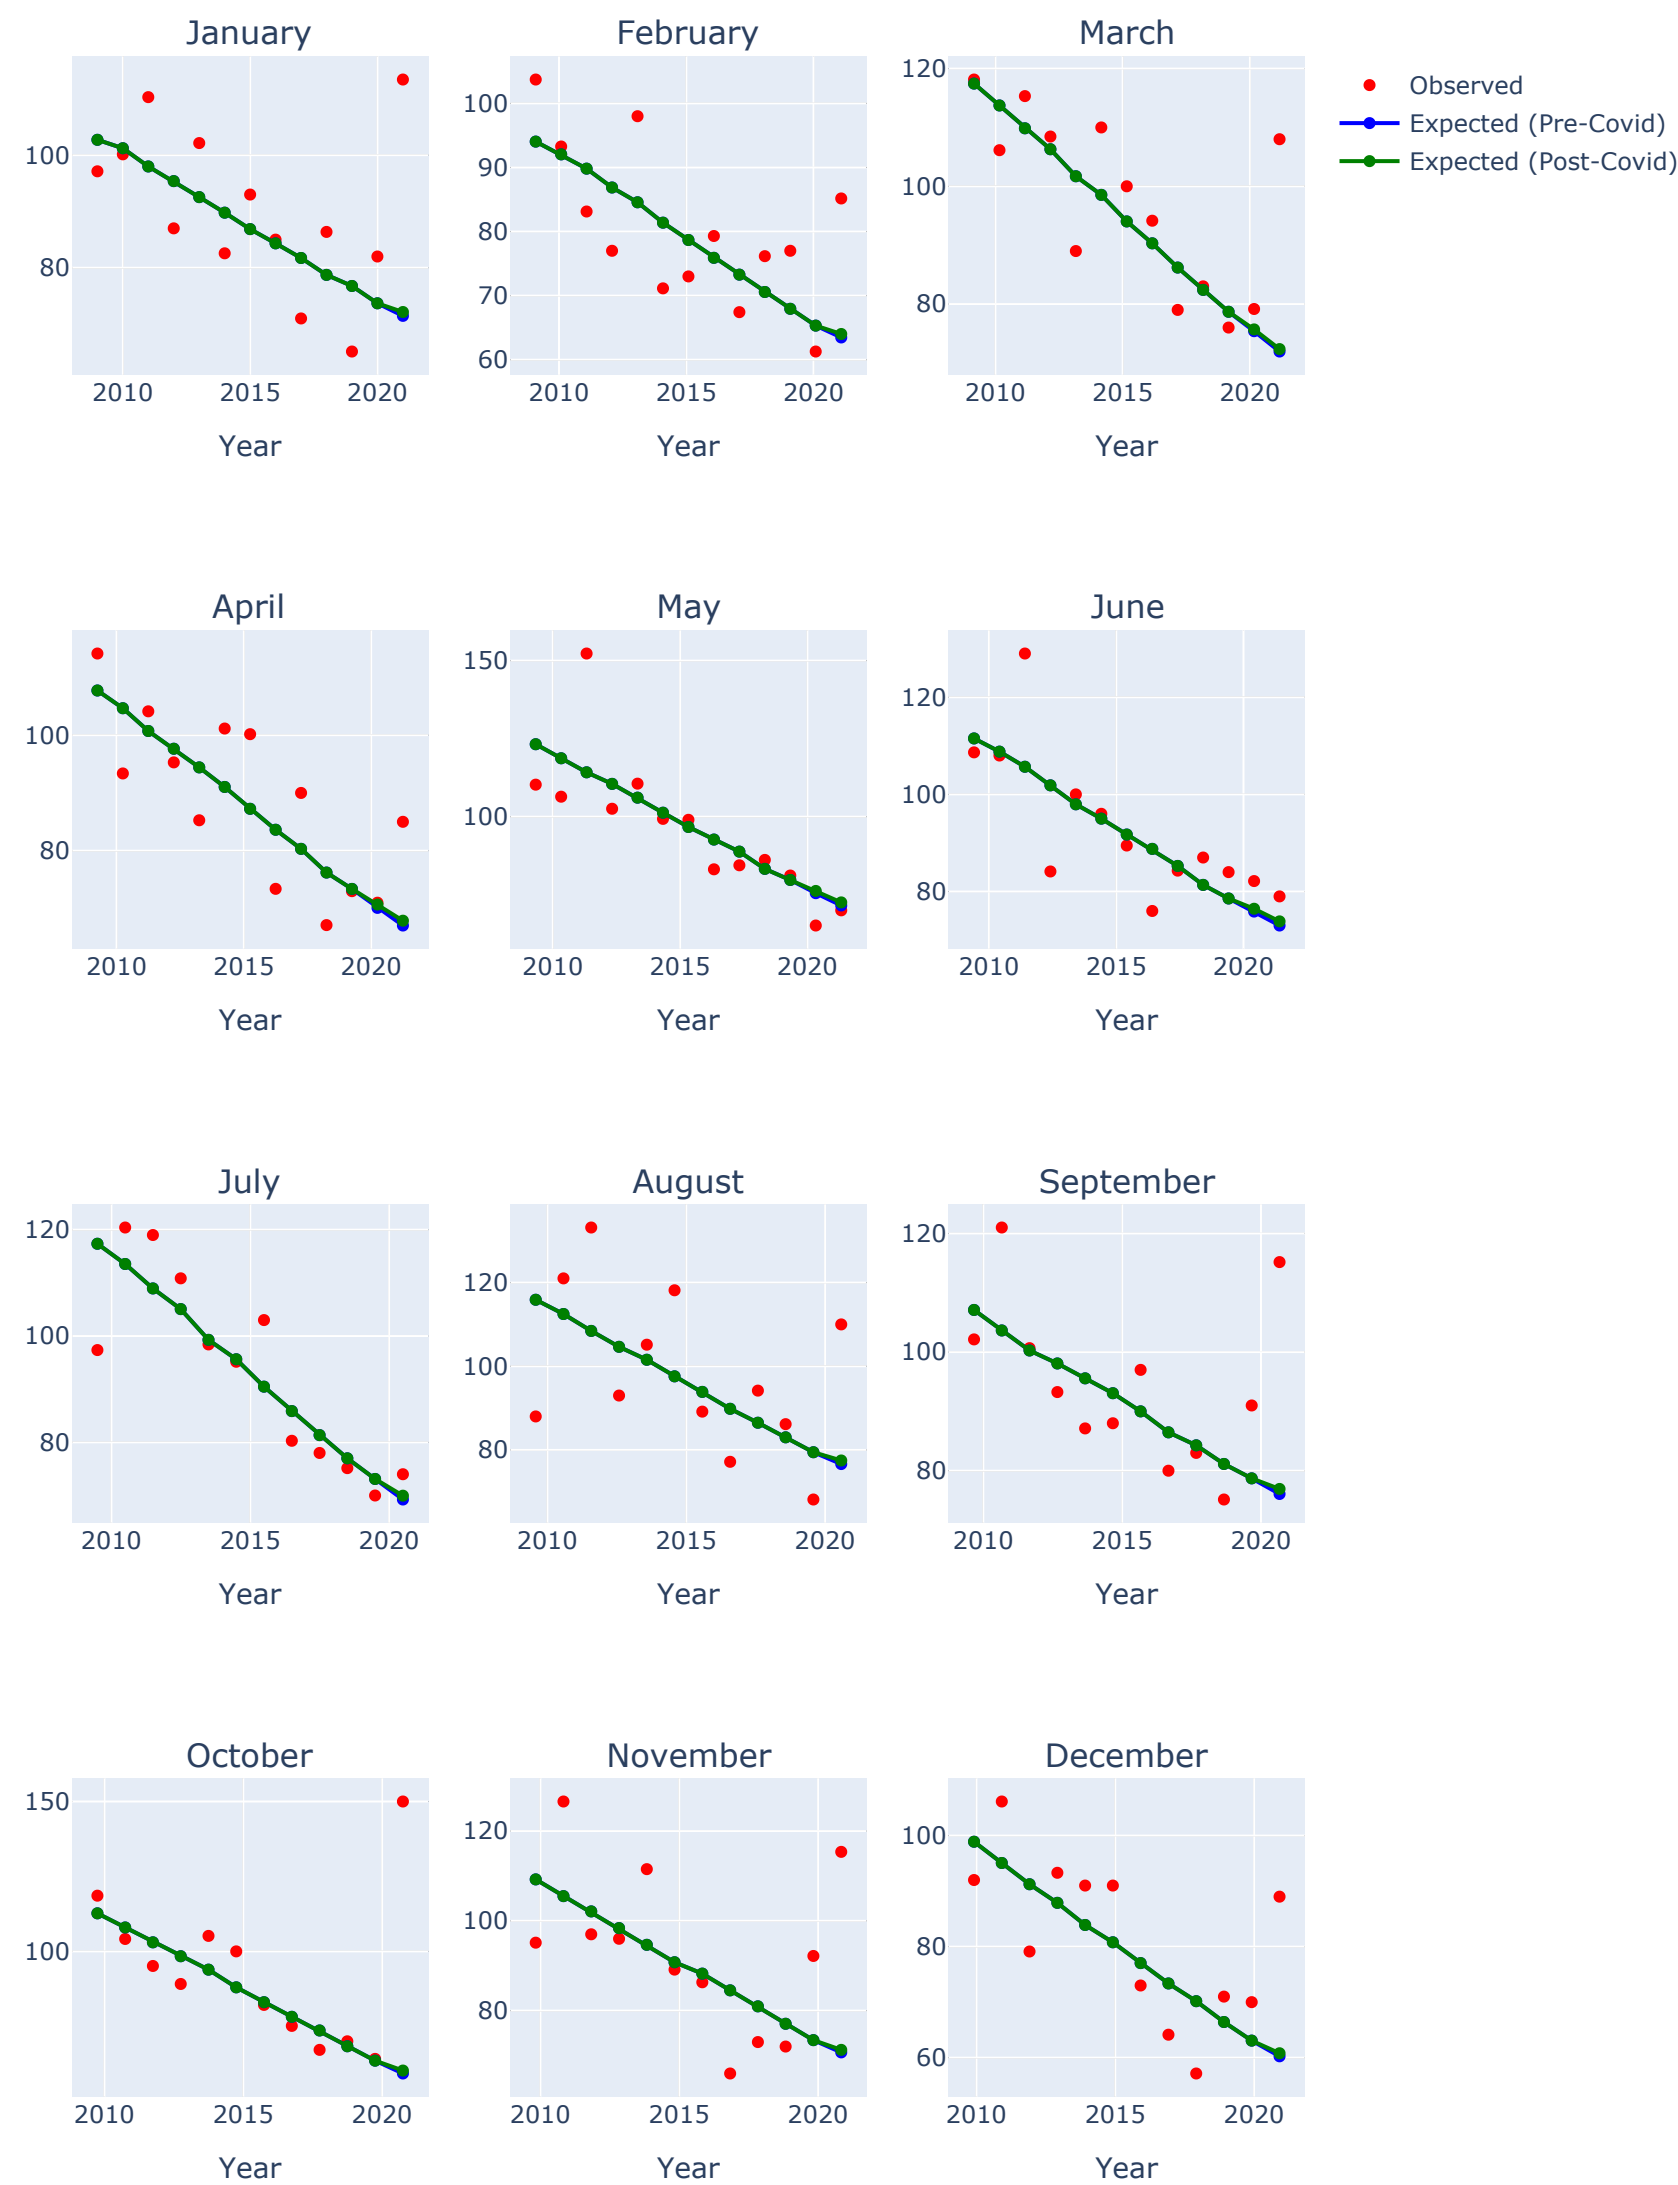 January
February
March
Observed
Expected (Pre-Covid)
Expected (Post-Covid)
100
80
2010
2015
2020
Year
100
90
80
70
60
2010
2015
2020
Year
120
100
80
2010
2015
2020
Year
April
May
June
100
80
2010
2015
2020
Year
150
100
2010
2015
2020
Year
120
100
80
2010
2015
2020
Year
July
August
September
120
100
80
2010
2015
2020
Year
120
100
80
2010
2015
2020
Year
120
100
80
2010
2015
2020
Year
October
November
December
150
100
2010
2015
2020
Year
120
100
80
2010
2015
2020
Year
100
80
60
2010
2015
2020
Year